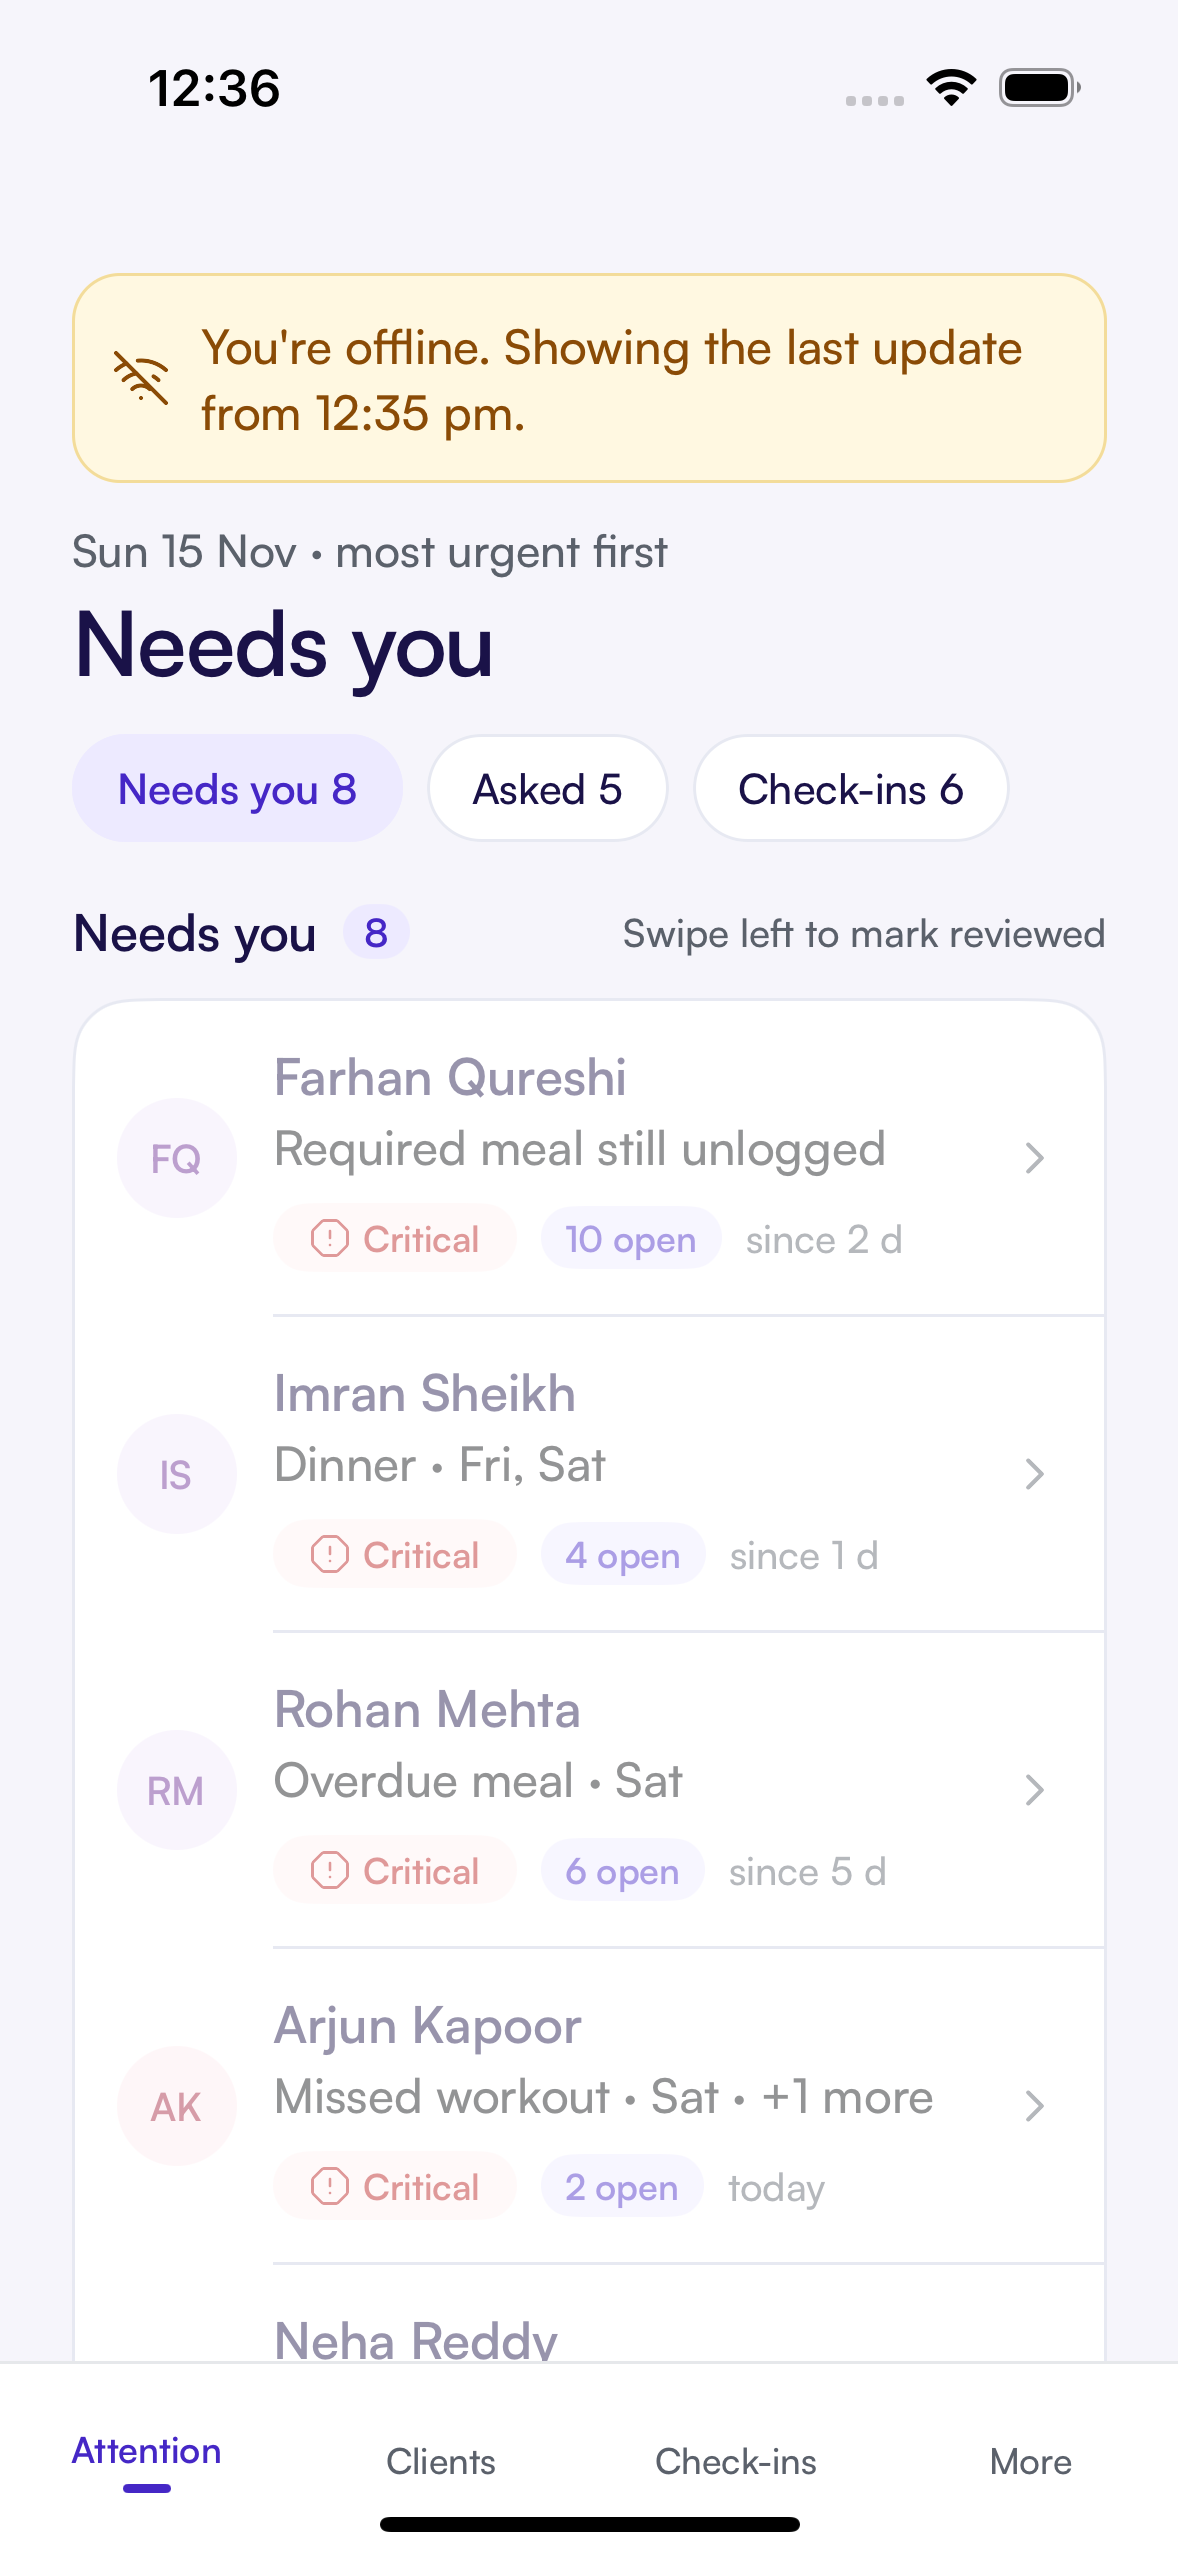 12:36
You're offline. Showing the last update
from 12:35 pm.
Sun 15 Nov · most urgent first
Needs you
Needs you 8
Asked 5
Check-ins 6
Needs you 8
Swipe left to mark reviewed
FQ
Farhan Qureshi
Required meal still unlogged
Critical
10 open
since 2 d
IS
Imran Sheikh
Dinner · Fri, Sat
Critical
4 open
since 1 d
RM
Rohan Mehta
Overdue meal · Sat
Critical
6 open
since 5 d
AK
Arjun Kapoor
Missed workout · Sat · +1 more
Critical
2 open
today
Neha Reddy
Attention
Clients
Check-ins
More